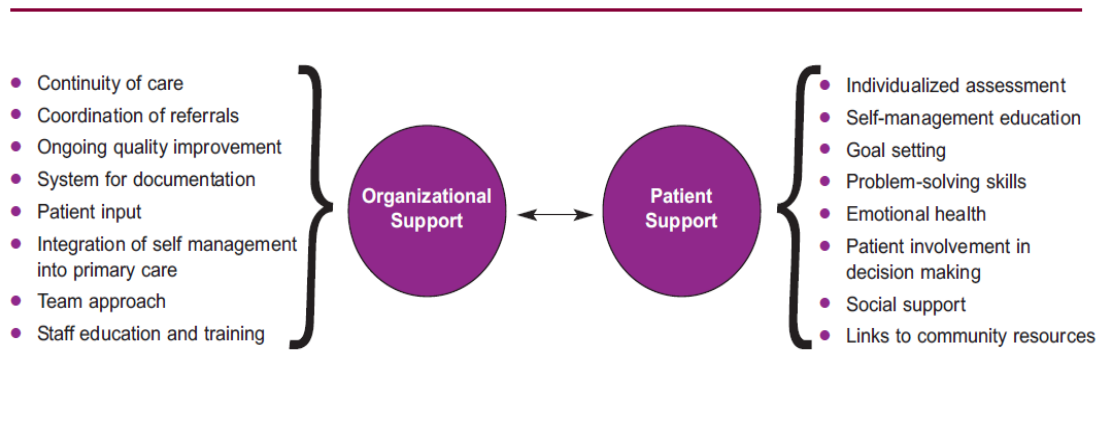 Continuity of care
Coordination of referrals
Ongoing quality improvement
System for documentation
Patient input
Integration of self management
into primary care
Team approach
Staff education and training
Organizational
Support
Patient
Support
Individualized assessment
Self-management education
Goal setting
Problem-solving skills
Emotional health
Patient involvement in
decision making
Social support
Links to community resources